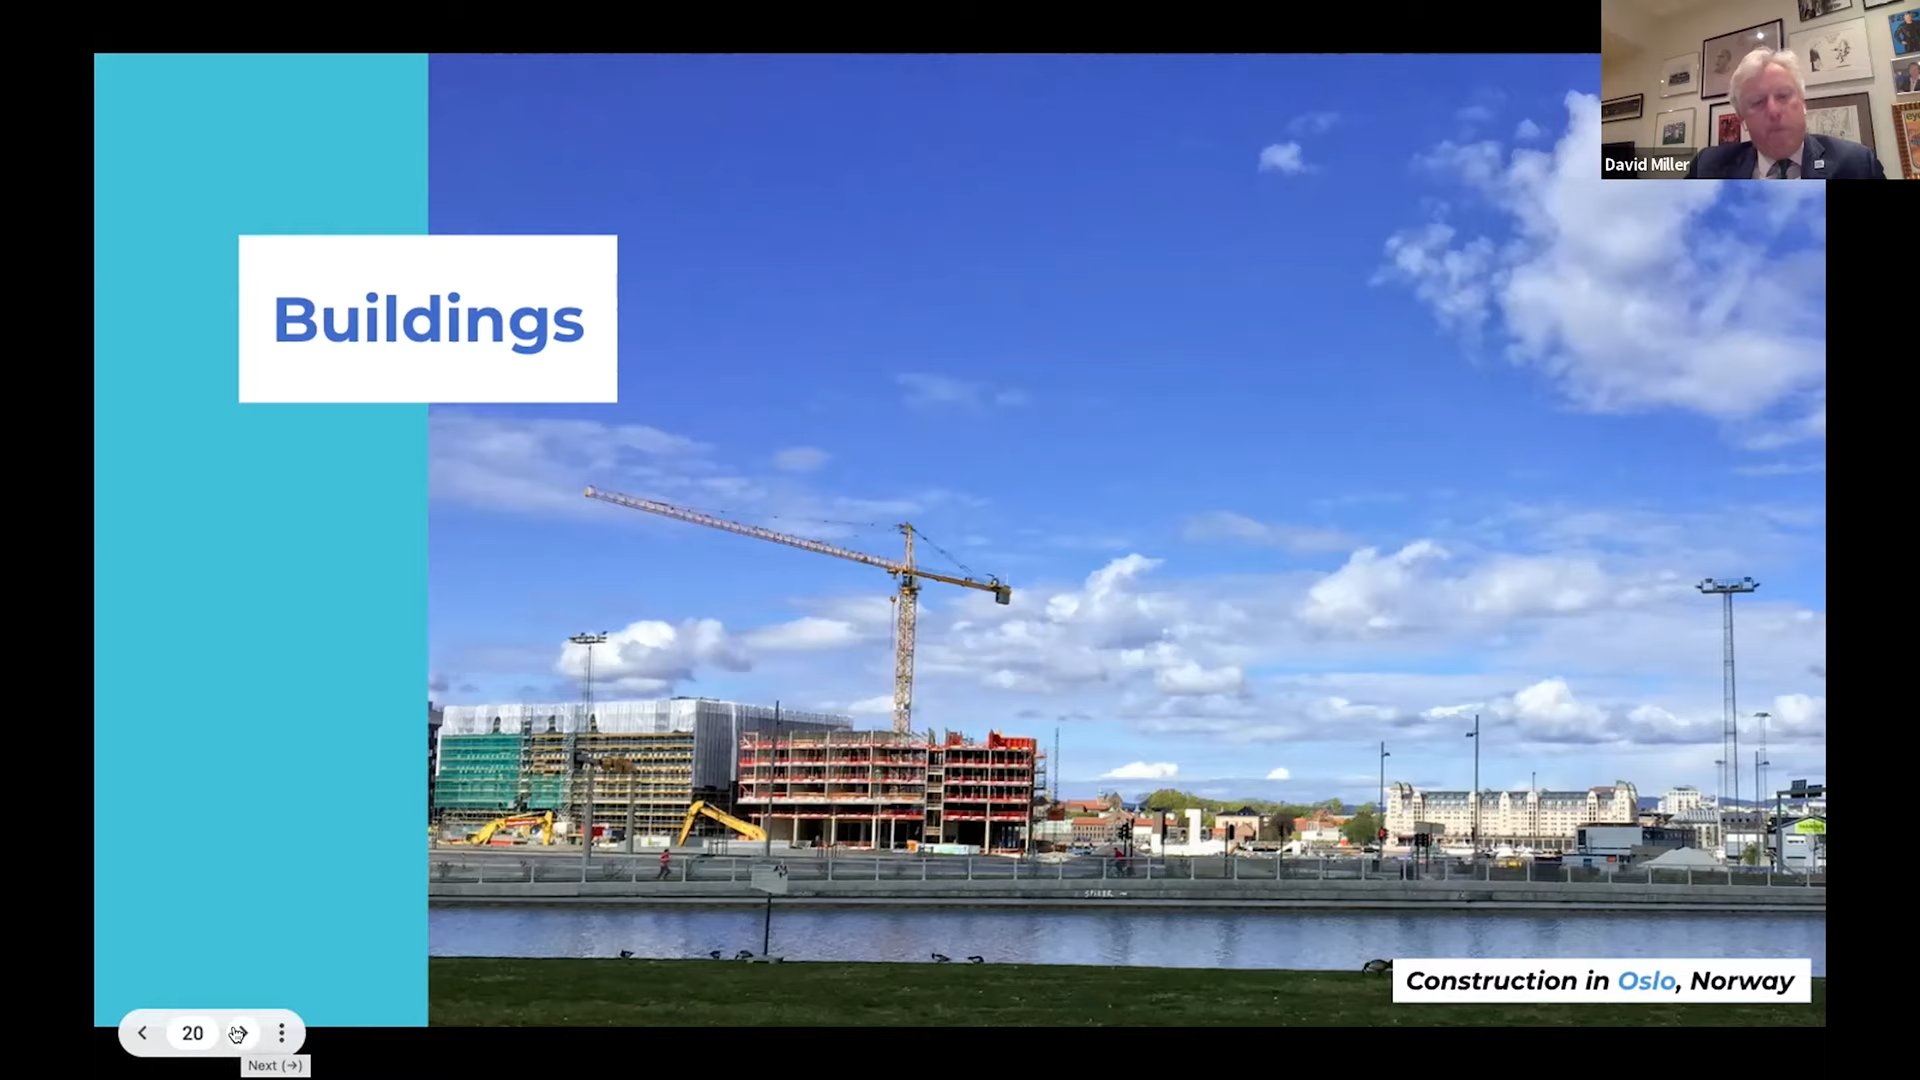 David Miller
Buildings
Construction in Oslo, Norway
20
Next (→)